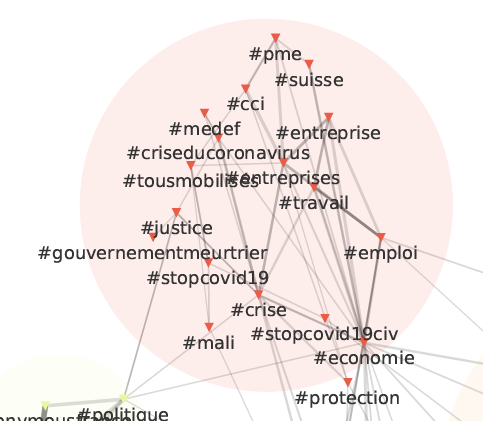 #pme
#suisse
#cci
#medef
#entreprise
#criseducoronavirus
#tousmobilisés
#entreprises
#travail
#justice
#gouvernementmeurtrier
#emploi
#stopcovid19
#crise
#stopcovid19civ
#mali
#economie
#protection
#politique